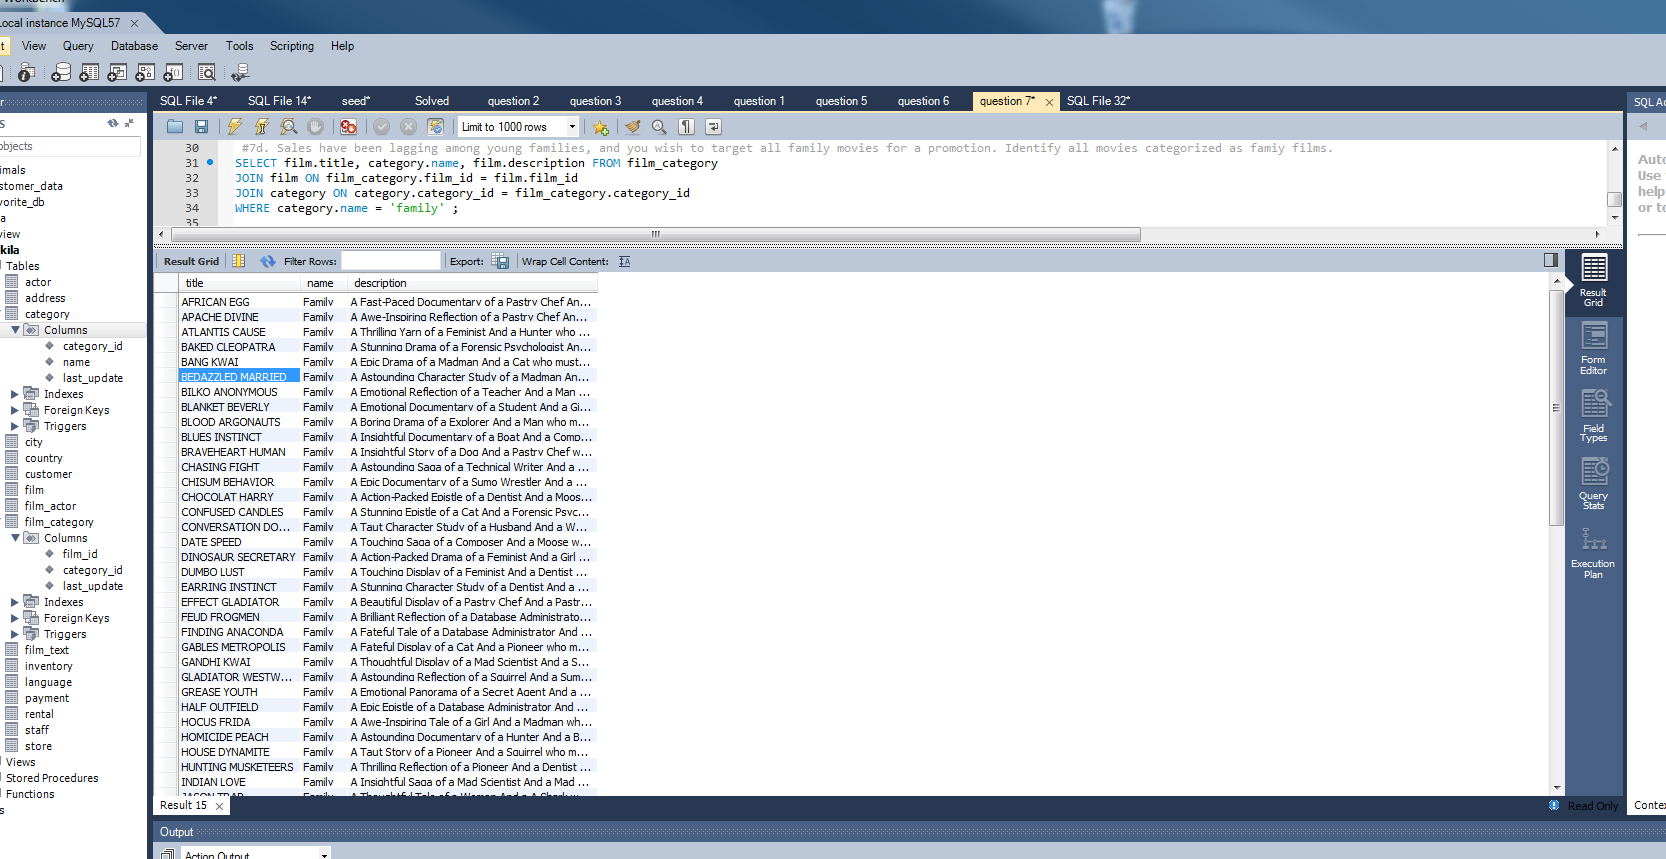 Local instance MySQL57
View Query Database Server Tools Scripting Help
SQL File 4* SQL File 14* seed* Solved question 2 question 3 question 4 question 1 question 5 question 6 question 7* SQL File 32*
Limit to 1000 rows
30 #7d. Sales have been lagging among young families, and you wish to target all family movies for a promotion. Identify all movies categorized as famiy films.
31 SELECT film.title, category.name, film.description FROM film_category
32 JOIN film ON film_category.film_id = film.film_id
33 JOIN category ON category.category_id = film_category.category_id
34 WHERE category.name = 'family' ;
35
Result Grid Filter Rows: Export: Wrap Cell Content:
title name description
AFRICAN EGG Family A Fast-Paced Documentary of a Pastry Chef An...
APACHE DIVINE Family A Awe-Inspiring Reflection of a Pastry Chef An...
ATLANTIS CAUSE Family A Thrilling Yarn of a Feminist And a Hunter who ...
BAKED CLEOPATRA Family A Stunning Drama of a Forensic Psychologist An...
BANG KWAI Family A Epic Drama of a Madman And a Cat who must...
BEDAZZLED MARRIED Family A Astounding Character Study of a Madman An...
BILKO ANONYMOUS Family A Emotional Reflection of a Teacher And a Man ...
BLANKET BEVERLY Family A Emotional Documentary of a Student And a Gi...
BLOOD ARGONAUTS Family A Boring Drama of a Explorer And a Man who m...
BLUES INSTINCT Family A Insightful Documentary of a Boat And a Comp...
BRAVEHEART HUMAN Family A Insightful Story of a Dog And a Pastry Chef w...
CHASING FIGHT Family A Astounding Saga of a Technical Writer And a ...
CHISUM BEHAVIOR Family A Epic Documentary of a Sumo Wrestler And a ...
CHOCOLAT HARRY Family A Action-Packed Epistle of a Dentist And a Moos...
CONFUSED CANDLES Family A Stunning Epistle of a Cat And a Forensic Psyc...
CONVERSATION DO... Family A Taut Character Study of a Husband And a W...
DATE SPEED Family A Touching Saga of a Composer And a Moose w...
DINOSAUR SECRETARY Family A Action-Packed Drama of a Feminist And a Girl ...
DUMBO LUST Family A Touching Display of a Feminist And a Dentist ...
EARRING INSTINCT Family A Stunning Character Study of a Dentist And a ...
EFFECT GLADIATOR Family A Beautiful Display of a Pastry Chef And a Pastr...
FEUD FROGMEN Family A Brilliant Reflection of a Database Administrato...
FINDING ANACONDA Family A Fateful Tale of a Database Administrator And ...
GABLES METROPOLIS Family A Fateful Display of a Cat And a Pioneer who m...
GANDHI KWAI Family A Thoughtful Display of a Mad Scientist And a S...
GLADIATOR WESTW... Family A Astounding Reflection of a Squirrel And a Sum...
GREASE YOUTH Family A Emotional Panorama of a Secret Agent And a ...
HALF OUTFIELD Family A Epic Epistle of a Database Administrator And ...
HOCUS FRIDA Family A Awe-Inspiring Tale of a Girl And a Madman wh...
HOMICIDE PEACH Family A Astounding Documentary of a Hunter And a B...
HOUSE DYNAMITE Family A Taut Story of a Pioneer And a Squirrel who m...
HUNTING MUSKETEERS Family A Thrilling Reflection of a Pioneer And a Dentist ...
INDIAN LOVE Family A Insightful Saga of a Mad Scientist And a Mad ...
Result 15
Read Only
Output
Action Output
objects
imals
stomer_data
vorite_db
a
view
kila
Tables
actor
address
category
Columns
category_id
name
last_update
Indexes
Foreign Keys
Triggers
city
country
customer
film
film_actor
film_category
Columns
film_id
category_id
last_update
Indexes
Foreign Keys
Triggers
film_text
inventory
language
payment
rental
staff
store
Views
Stored Procedures
Functions
s
Result
Grid
Form
Editor
Field
Types
Query
Stats
Execution
Plan
SQL Ad
Auto
Use
help
or to
Contex